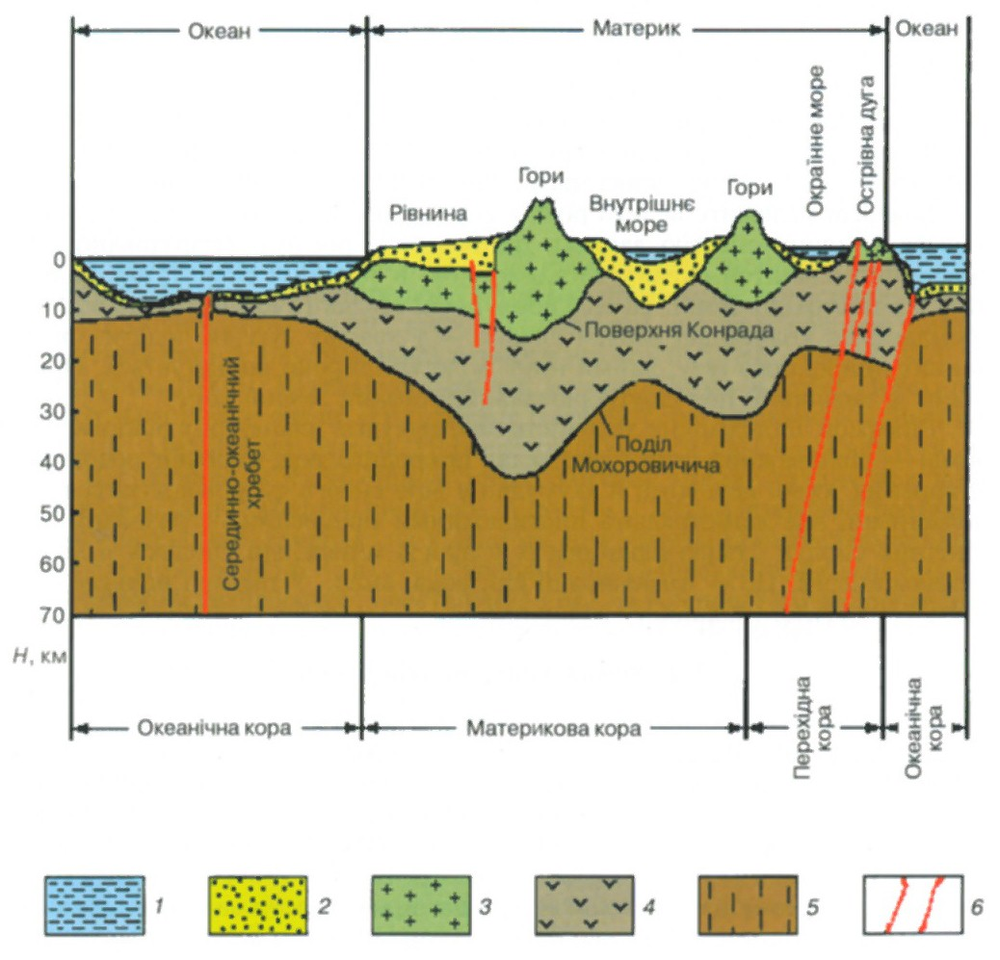 Океан
Материк
Океан
Окраїнне море
Острівна дуга
Гори
Гори
Рівнина
Внутрішнє
море
0
10
20
30
40
50
60
70
Н, км
Поверхня Конрада
Поділ
Мохоровичича
Серединно-океанічний
хребет
Океанічна кора
Материкова кора
Перехідна
кора
Океанічна
кора
1
2
3
4
5
6